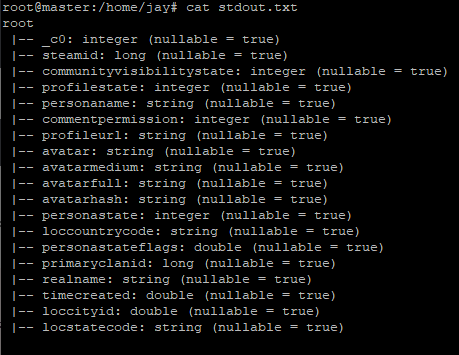 root@master:/home/jay# cat stdout.txt
root
 |-- _c0: integer (nullable = true)
 |-- steamid: long (nullable = true)
 |-- communityvisibilitystate: integer (nullable = true)
 |-- profilestate: integer (nullable = true)
 |-- personaname: string (nullable = true)
 |-- commentpermission: integer (nullable = true)
 |-- profileurl: string (nullable = true)
 |-- avatar: string (nullable = true)
 |-- avatarmedium: string (nullable = true)
 |-- avatarfull: string (nullable = true)
 |-- avatarhash: string (nullable = true)
 |-- personastate: integer (nullable = true)
 |-- loccountrycode: string (nullable = true)
 |-- personastateflags: double (nullable = true)
 |-- primaryclanid: long (nullable = true)
 |-- realname: string (nullable = true)
 |-- timecreated: double (nullable = true)
 |-- loccityid: double (nullable = true)
 |-- locstatecode: string (nullable = true)